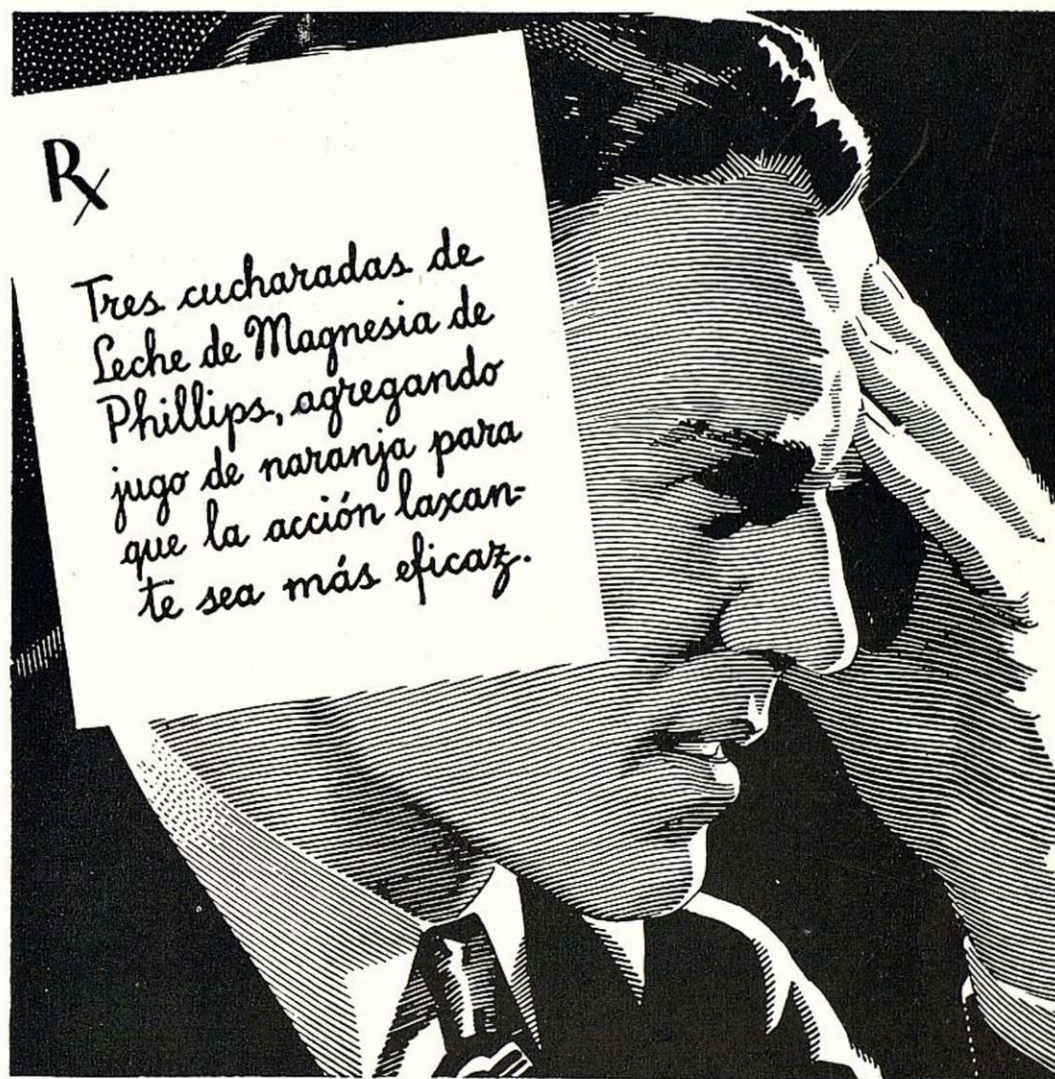 Rx
Tres cucharadas de
Leche de Magnesia de
Phillips, agregando
jugo de naranja para
que la acción laxan-
te sea más eficaz.